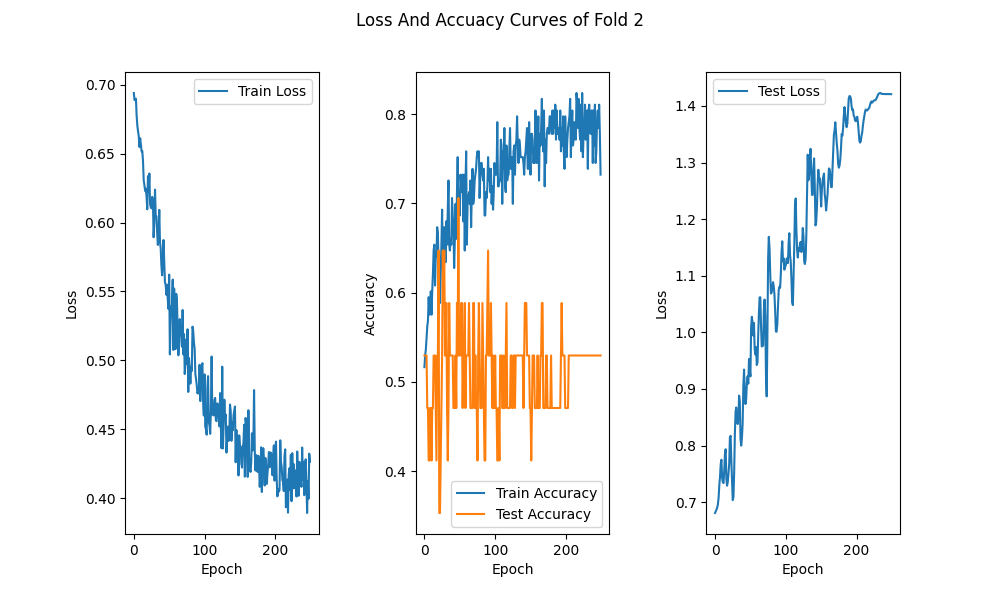 Loss And Accuacy Curves of Fold 2
Loss
0.70
0.65
0.60
0.55
0.50
0.45
0.40
Train Loss
0 100 200
Epoch
Accuracy
0.8
0.7
0.6
0.5
0.4
Train Accuracy
Test Accuracy
0 100 200
Epoch
Loss
1.4
1.3
1.2
1.1
1.0
0.9
0.8
0.7
Test Loss
0 100 200
Epoch